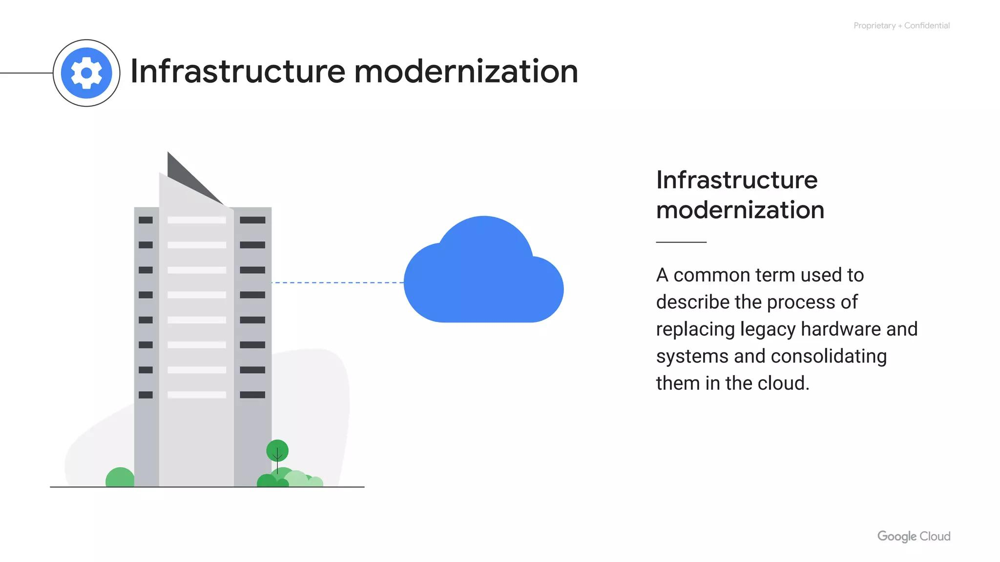 Proprietary + Confidential
Infrastructure modernization
Infrastructure
modernization
A common term used to
describe the process of
replacing legacy hardware and
systems and consolidating
them in the cloud.
Google Cloud